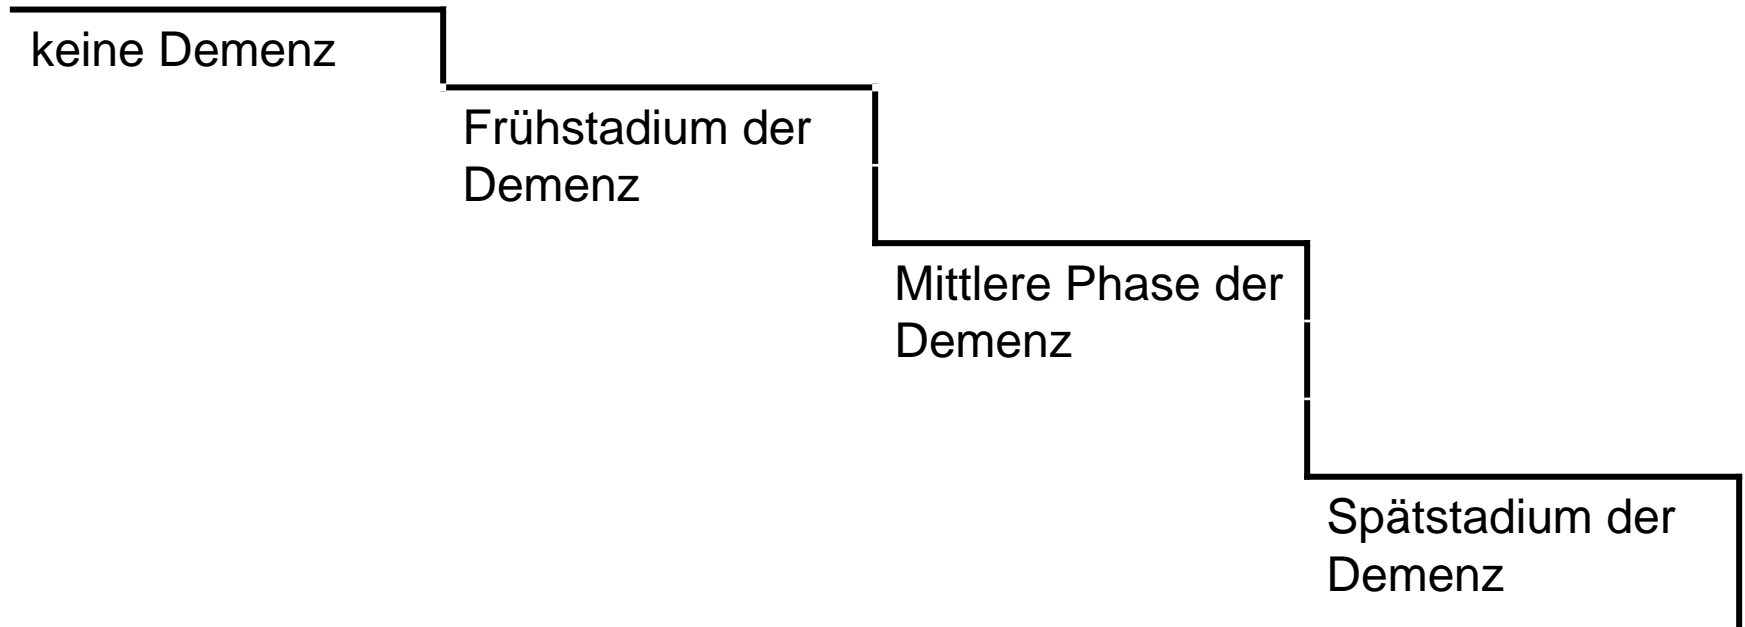 keine Demenz
Frühstadium der
Demenz
Mittlere Phase der
Demenz
Spätstadium der
Demenz